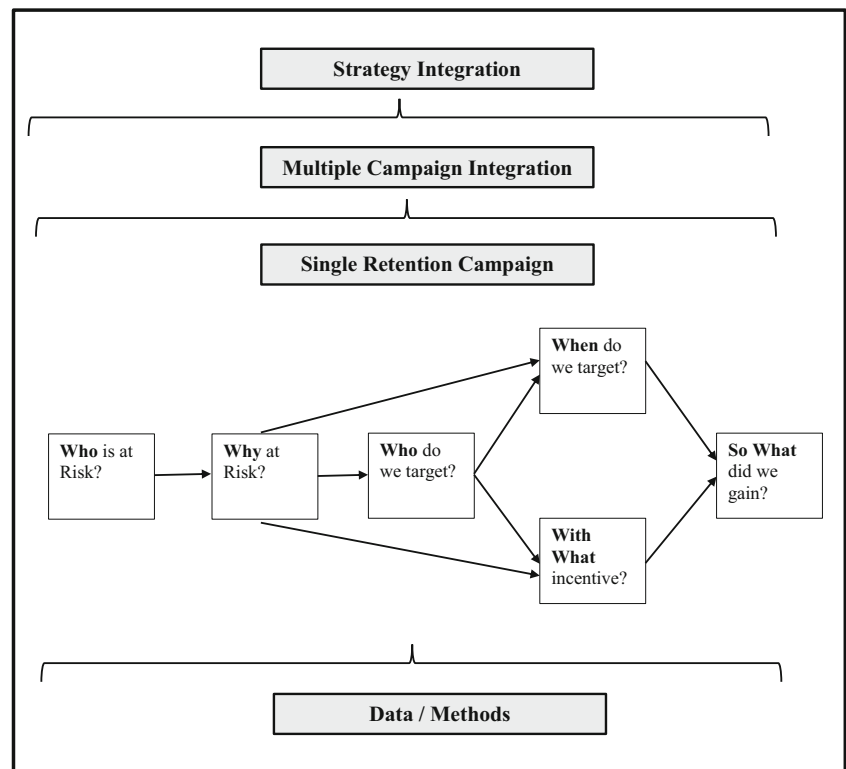 Strategy Integration
Multiple Campaign Integration
Single Retention Campaign
When do
we target?
Who is at
Risk?
Why at
Risk?
Who do
we target?
So What
did we
gain?
With
What
incentive?
Data / Methods